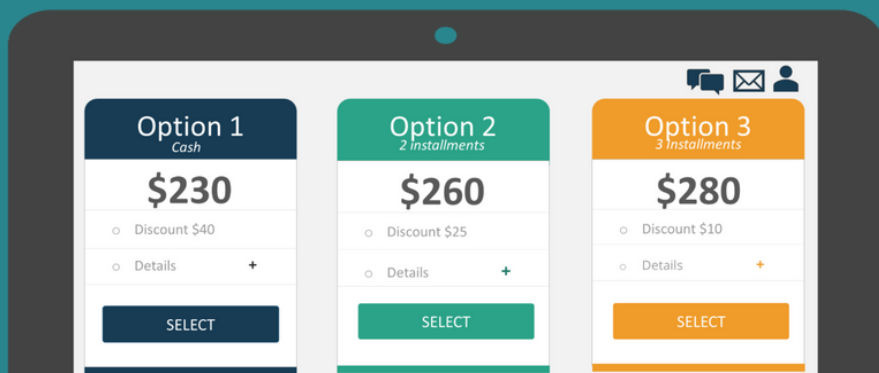 Option 1
Cash
$230
Discount $40
Details +
SELECT
Option 2
2 installments
$260
Discount $25
Details +
SELECT
Option 3
3 installments
$280
Discount $10
Details +
SELECT